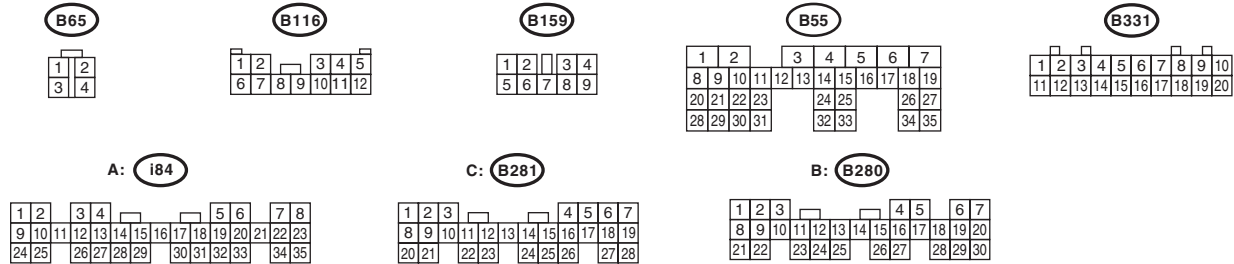 B65
B116
B159
B55
B331
1 2
3 4
1 2 3 4 5
6 7 8 9 10 11 12
1 2 3 4
5 6 7 8 9
1 2 3 4 5 6 7
8 9 10 11 12 13 14 15 16 17 18 19
20 21 22 23 24 25 26 27
28 29 30 31 32 33 34 35
1 2 3 4 5 6 7 8 9 10
11 12 13 14 15 16 17 18 19 20
A: i84
C: B281
B: B280
1 2 3 4 5 6 7 8
9 10 11 12 13 14 15 16 17 18 19 20 21 22 23
24 25 26 27 28 29 30 31 32 33 34 35
1 2 3 4 5 6 7
8 9 10 11 12 13 14 15 16 17 18 19
20 21 22 23 24 25 26 27 28
1 2 3 4 5 6 7
8 9 10 11 12 13 14 15 16 17 18 19 20
21 22 23 24 25 26 27 28 29 30